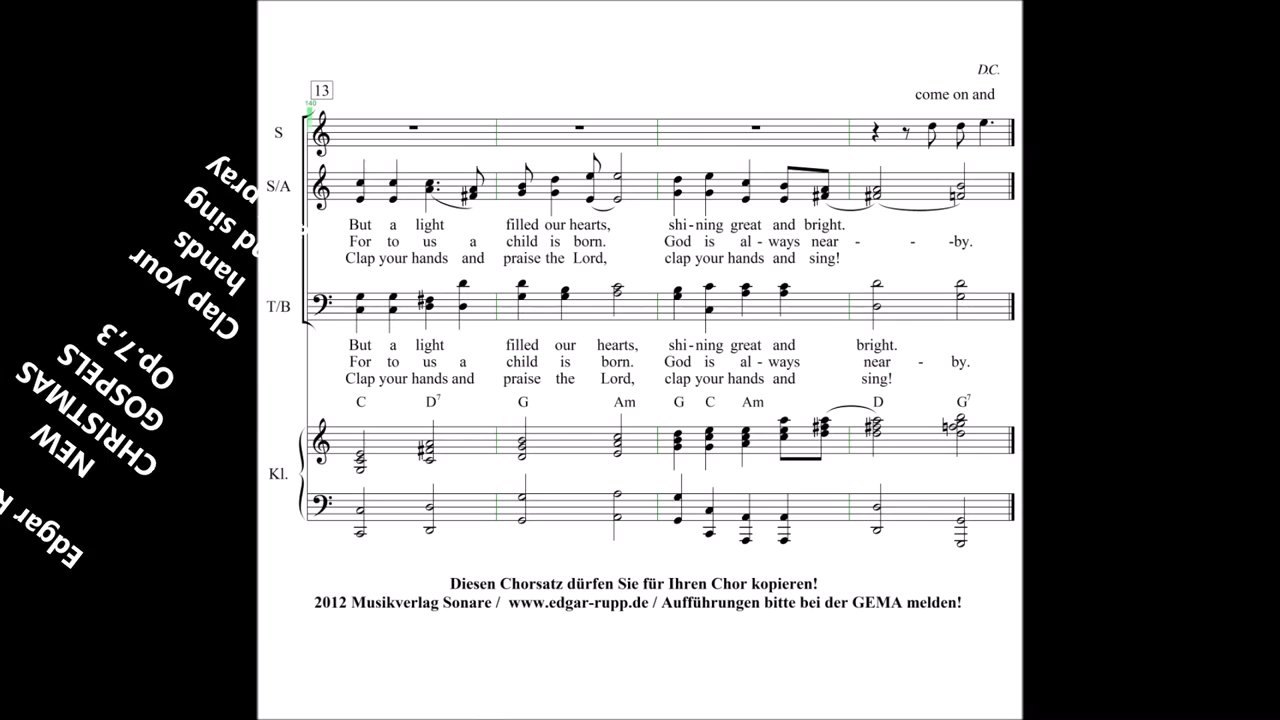 D.C.
13
come on and
140
S
S/A
But a light filled our hearts, shi-ning great and bright.
For to us a child is born. God is al - ways near - - -by.
Clap your hands and praise the Lord, clap your hands and sing!
T/B
But a light filled our hearts, shi-ning great and bright.
For to us a child is born. God is al - ways near - by.
Clap your hands and praise the Lord, clap your hands and sing!
C D7 G Am G C Am D G7
Kl.
Diesen Chorsatz dürfen Sie für Ihren Chor kopieren!
2012 Musikverlag Sonare / www.edgar-rupp.de / Aufführungen bitte bei der GEMA melden!
Edgar
NEW
CHRISTMAS
GOSPELS
Op.7,3
Clap your
hands
sing
pray